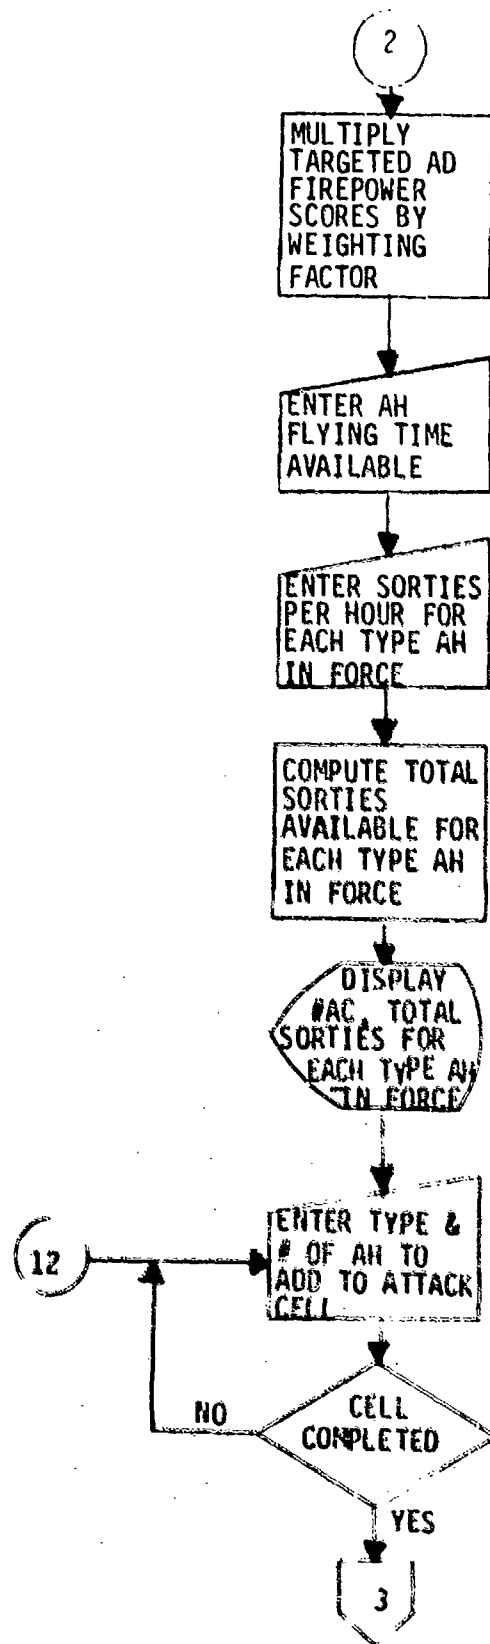 2
MULTIPLY
TARGETED AD
FIREPOWER
SCORES BY
WEIGHTING
FACTOR
ENTER AH
FLYING TIME
AVAILABLE
ENTER SORTIES
PER HOUR FOR
EACH TYPE AH
IN FORCE
COMPUTE TOTAL
SORTIES
AVAILABLE FOR
EACH TYPE AH
IN FORCE
DISPLAY
#AC, TOTAL
SORTIES FOR
EACH TYPE AH
IN FORCE
12
ENTER TYPE &
# OF AH TO
ADD TO ATTACK
CELL
CELL
COMPLETED
NO
YES
3